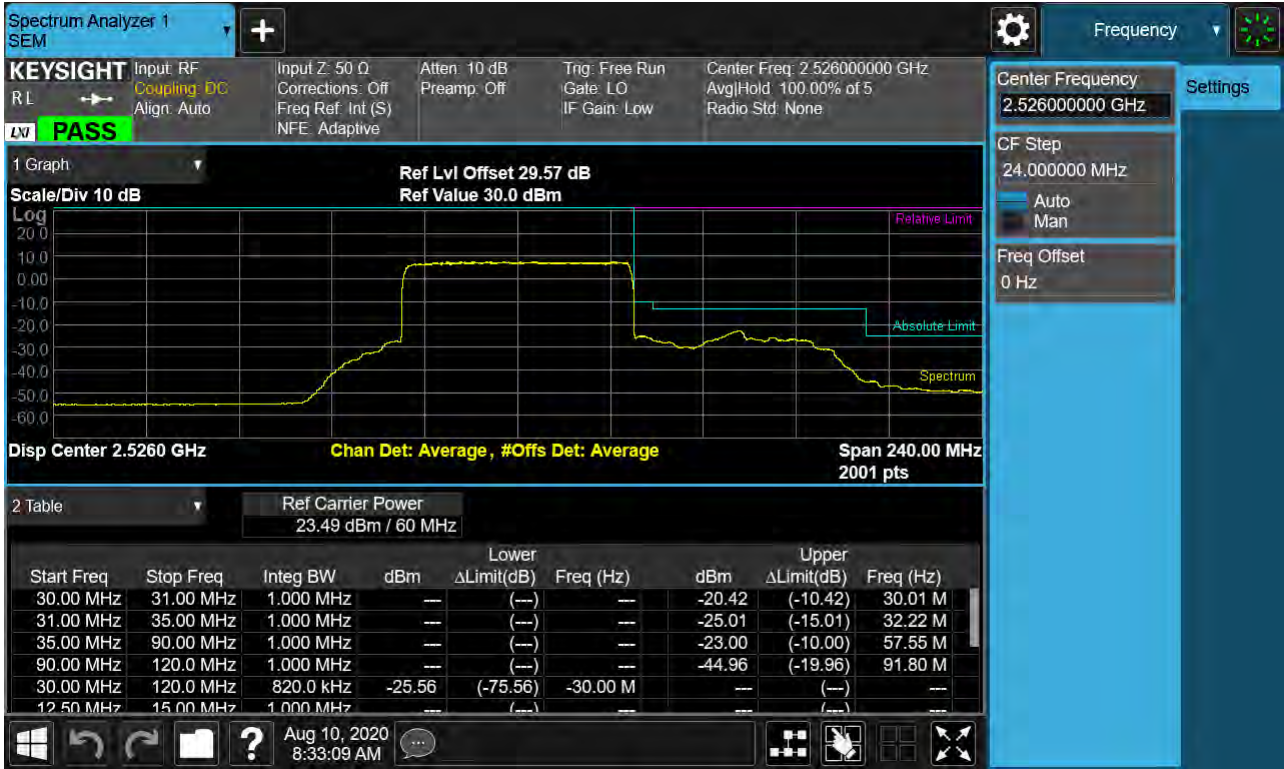 Spectrum Analyzer 1
SEM
Frequency
KEYSIGHT
RL
LXI
PASS
Input: RF
Coupling: DC
Align: Auto
Input Z: 50 Ω
Corrections: Off
Freq Ref: Int (S)
NFE: Adaptive
Atten: 10 dB
Preamp: Off
Trig: Free Run
Gate: LO
IF Gain: Low
Center Freq: 2.526000000 GHz
Avg|Hold: 100.00% of 5
Radio Std: None
Center Frequency
2.526000000 GHz
Settings
CF Step
24.000000 MHz
Auto
Man
Freq Offset
0 Hz
1 Graph
Scale/Div 10 dB
Ref Lvl Offset 29.57 dB
Ref Value 30.0 dBm
Log
20.0
10.0
0.00
-10.0
-20.0
-30.0
-40.0
-50.0
-60.0
Relative Limit
Absolute Limit
Spectrum
Disp Center 2.5260 GHz
Chan Det: Average, #Offs Det: Average
Span 240.00 MHz
2001 pts
2 Table
Ref Carrier Power
23.49 dBm / 60 MHz
Lower Upper
Start Freq Stop Freq Integ BW dBm ΔLimit(dB) Freq (Hz) dBm ΔLimit(dB) Freq (Hz)
30.00 MHz 31.00 MHz 1.000 MHz --- (---) --- -20.42 (-10.42) 30.01 M
31.00 MHz 35.00 MHz 1.000 MHz --- (---) --- -25.01 (-15.01) 32.22 M
35.00 MHz 90.00 MHz 1.000 MHz --- (---) --- -23.00 (-10.00) 57.55 M
90.00 MHz 120.0 MHz 1.000 MHz --- (---) --- -44.96 (-19.96) 91.80 M
30.00 MHz 120.0 MHz 820.0 kHz -25.56 (-75.56) -30.00 M --- (---) ---
12.50 MHz 15.00 MHz 1.000 MHz --- (---) --- --- (---) ---
Aug 10, 2020
8:33:09 AM